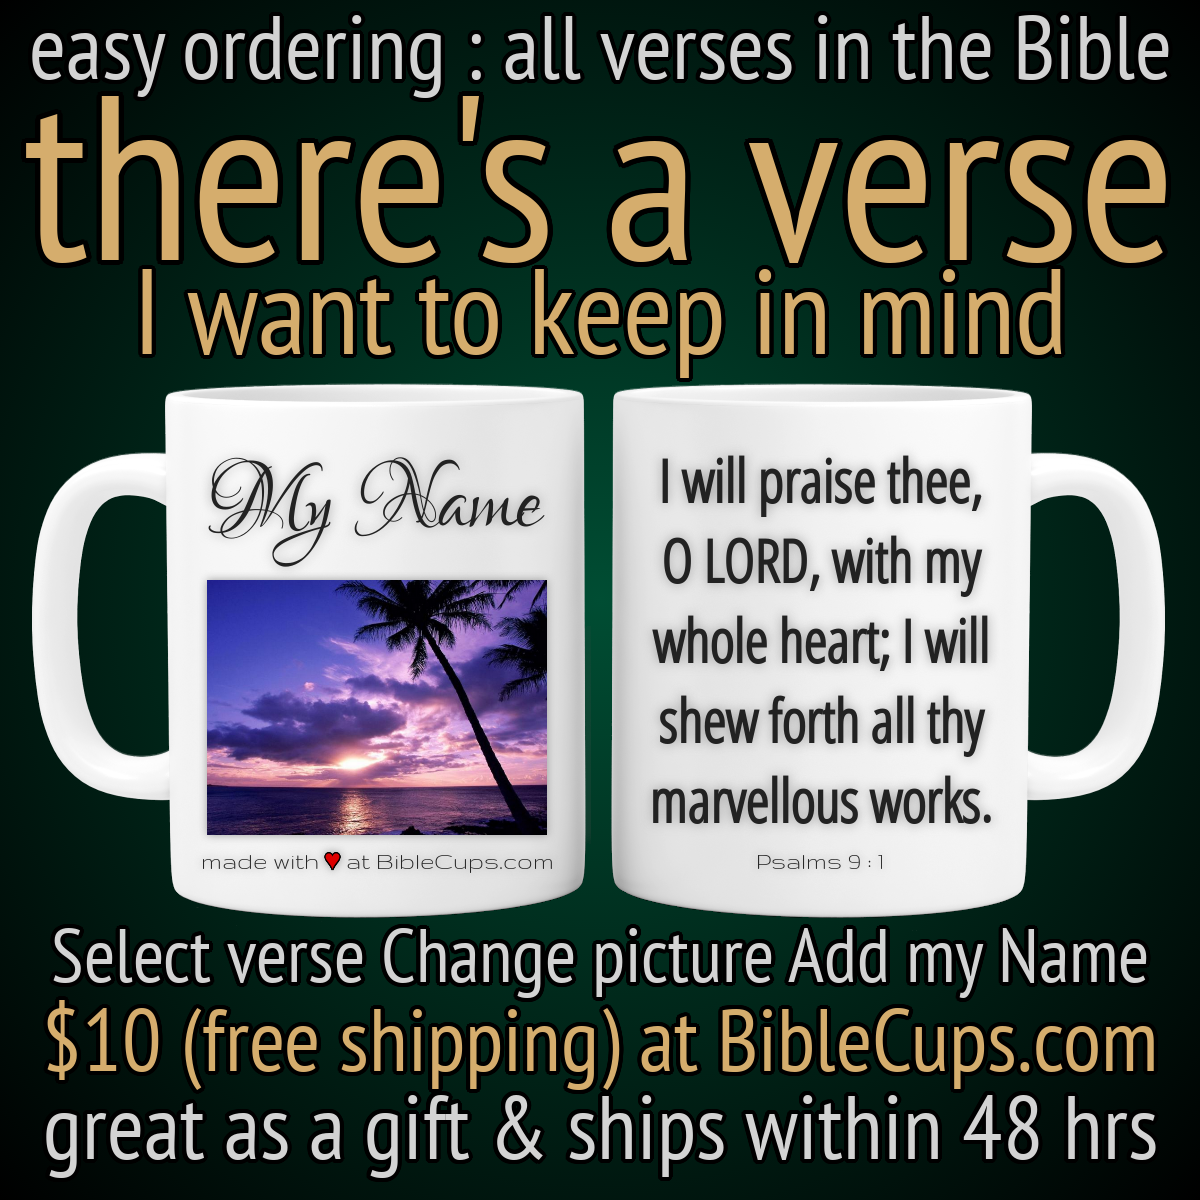 easy ordering : all verses in the Bible
there's a verse
I want to keep in mind
My Name
made with ❤ at BibleCups.com
I will praise thee,
O LORD, with my
whole heart; I will
shew forth all thy
marvellous works.
Psalms 9 : 1
Select verse Change picture Add my Name
$10 (free shipping) at BibleCups.com
great as a gift & ships within 48 hrs